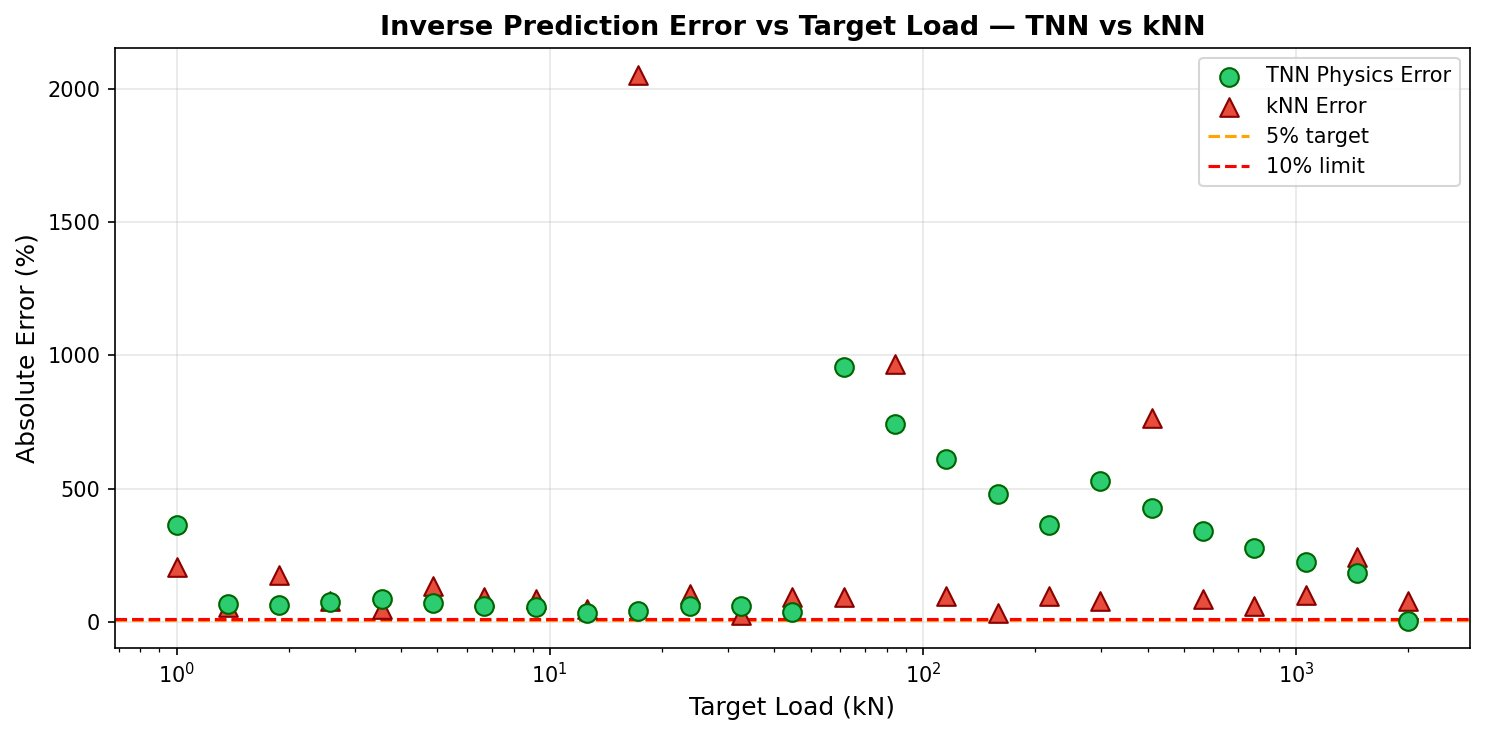 Inverse Prediction Error vs Target Load — TNN vs kNN
TNN Physics Error
kNN Error
5% target
10% limit
Absolute Error (%)
2000
1500
1000
500
0
10⁰
10¹
10²
10³
Target Load (kN)